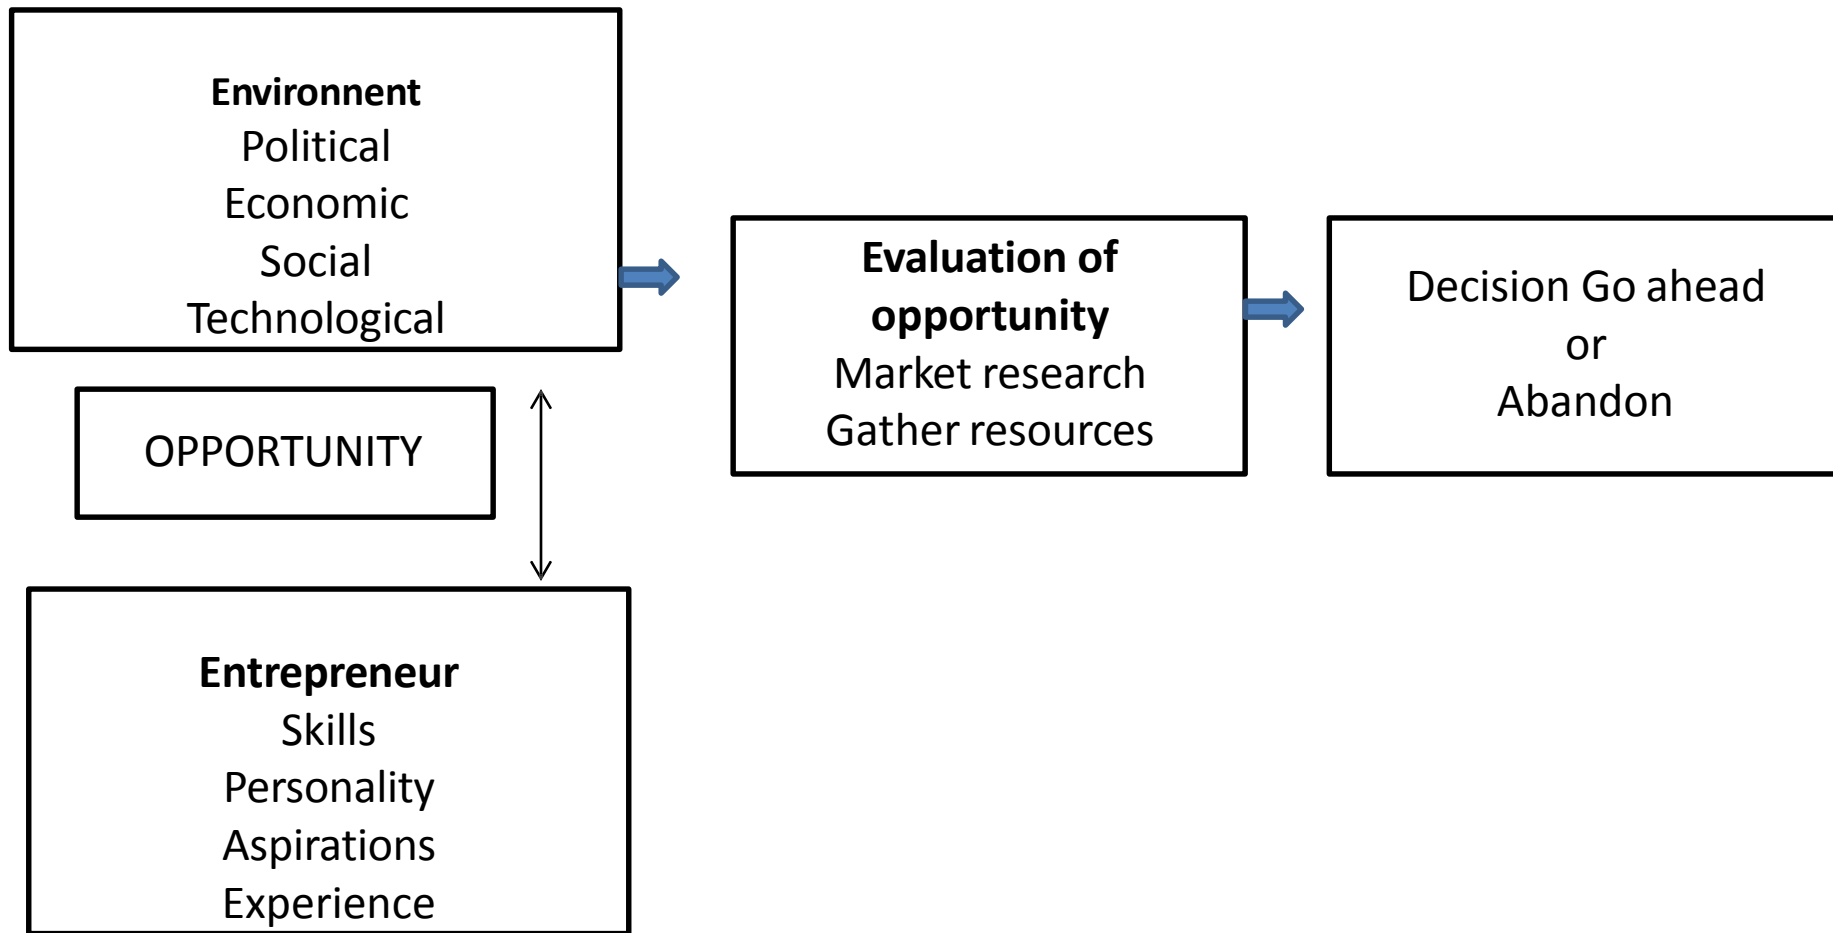 Environnent
Political
Economic
Social
Technological
OPPORTUNITY
Entrepreneur
Skills
Personality
Aspirations
Experience
Evaluation of
opportunity
Market research
Gather resources
Decision Go ahead
or
Abandon